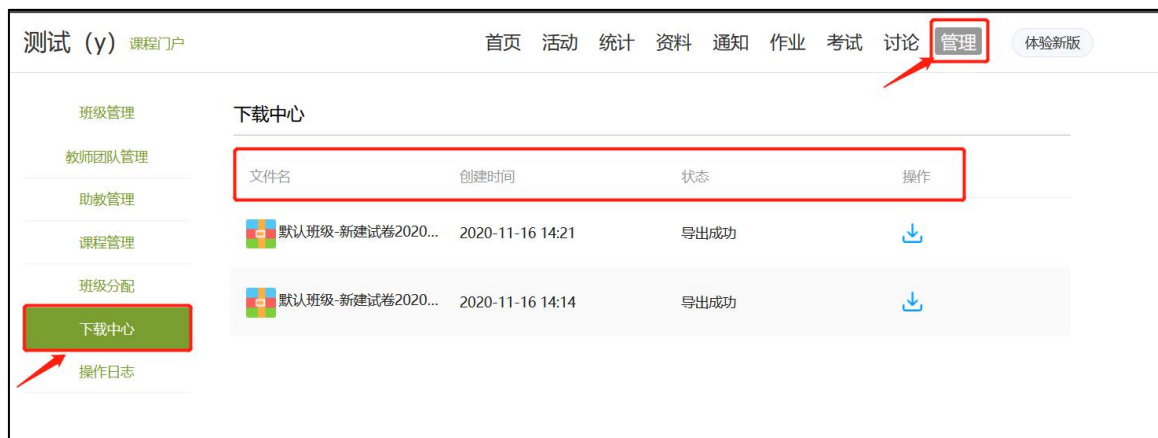 测试（y） 课程门户 首页 活动 统计 资料 通知 作业 考试 讨论 管理 体验新版
班级管理
教师团队管理
助教管理
课程管理
班级分配
下载中心
操作日志
下载中心
文件名 创建时间 状态 操作
默认班级-新建试卷2020... 2020-11-16 14:21 导出成功
默认班级-新建试卷2020... 2020-11-16 14:14 导出成功